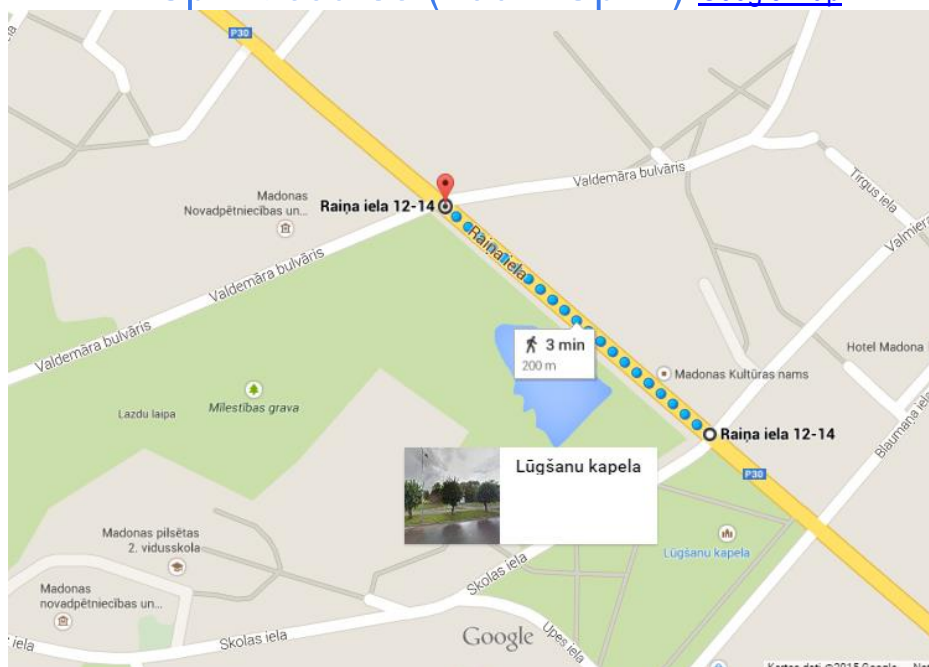 P30
Valdemāra bulvāris
Tirgus iela
Madonas
Novadpētniecības un...
Raiņa iela 12-14
Raiņa iela
Valdemāra bulvāris
Valdemāra bulvāris
3 min
200 m
Hotel Madona
Madonas Kultūras nams
Mīlestības grava
Lazdu laipa
Raiņa iela 12-14
P30
Lūgšanu kapela
Lūgšanu kapela
Madonas pilsētas
2. vidusskola
Skolas iela
Madonas
novadpētniecības un...
Google
Upes iela
Skolas iela
iela